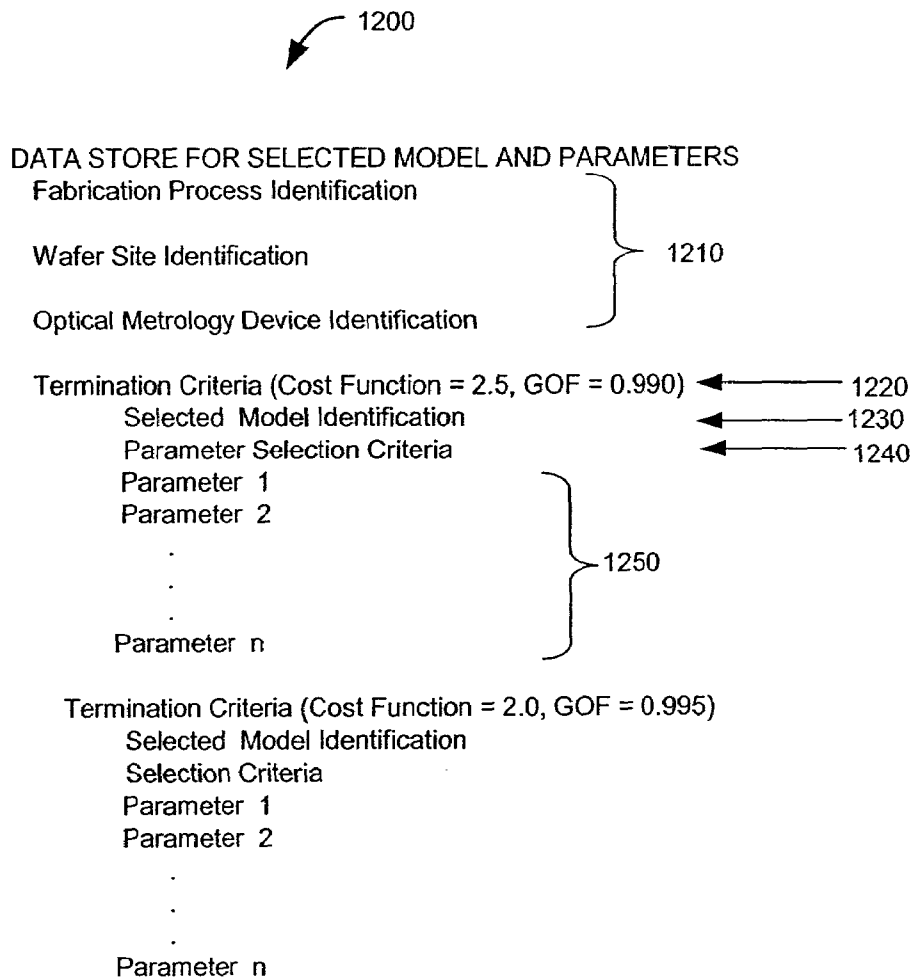 1200
DATA STORE FOR SELECTED MODEL AND PARAMETERS
Fabrication Process Identification
Wafer Site Identification
1210
Optical Metrology Device Identification
Termination Criteria (Cost Function = 2.5, GOF = 0.990)
1220
Selected Model Identification
1230
Parameter Selection Criteria
1240
Parameter 1
Parameter 2
.
.
.
1250
Parameter n
Termination Criteria (Cost Function = 2.0, GOF = 0.995)
Selected Model Identification
Selection Criteria
Parameter 1
Parameter 2
.
.
.
Parameter n